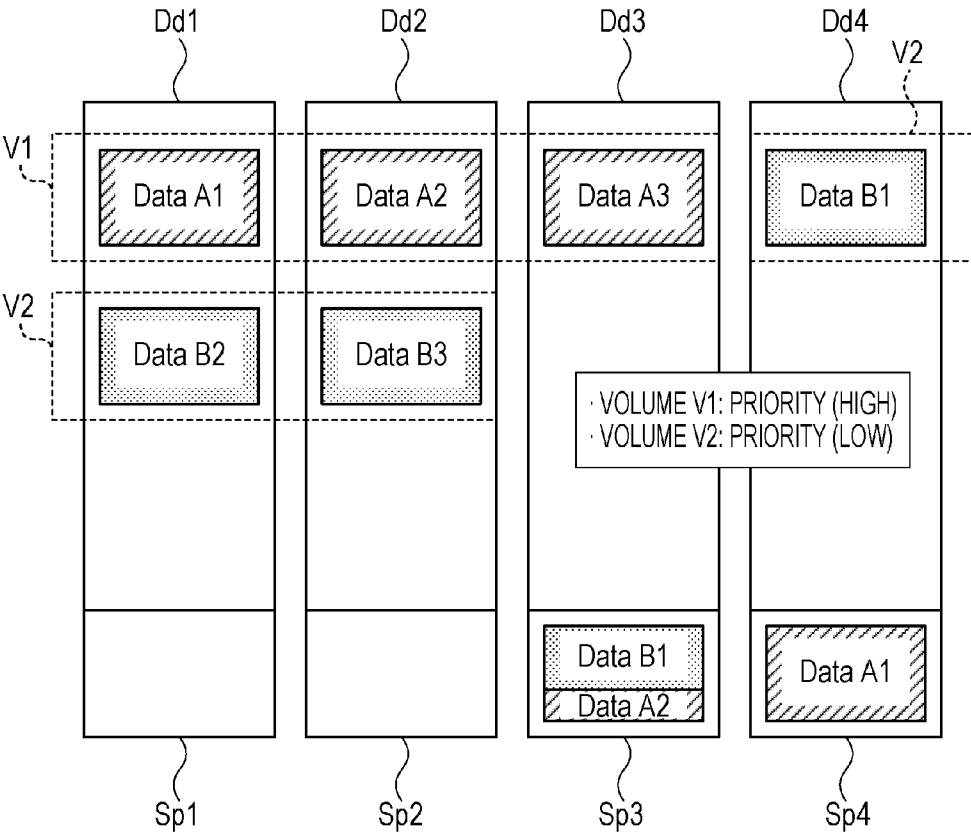 Dd1 Dd2 Dd3 Dd4
V2
V1
Data A1 Data A2 Data A3 Data B1
V2
Data B2 Data B3
· VOLUME V1: PRIORITY (HIGH)
· VOLUME V2: PRIORITY (LOW)
Data B1
Data A1
Data A2
Sp1 Sp2 Sp3 Sp4